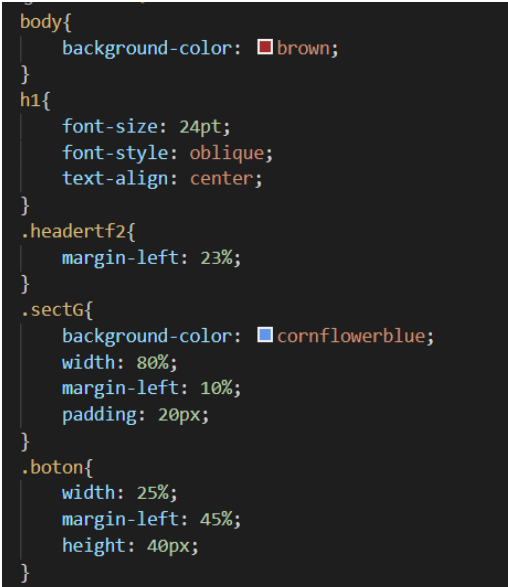 body{
    background-color: brown;
}
h1{
    font-size: 24pt;
    font-style: oblique;
    text-align: center;
}
.headertf2{
    margin-left: 23%;
}
.sectG{
    background-color: cornflowerblue;
    width: 80%;
    margin-left: 10%;
    padding: 20px;
}
.boton{
    width: 25%;
    margin-left: 45%;
    height: 40px;
}